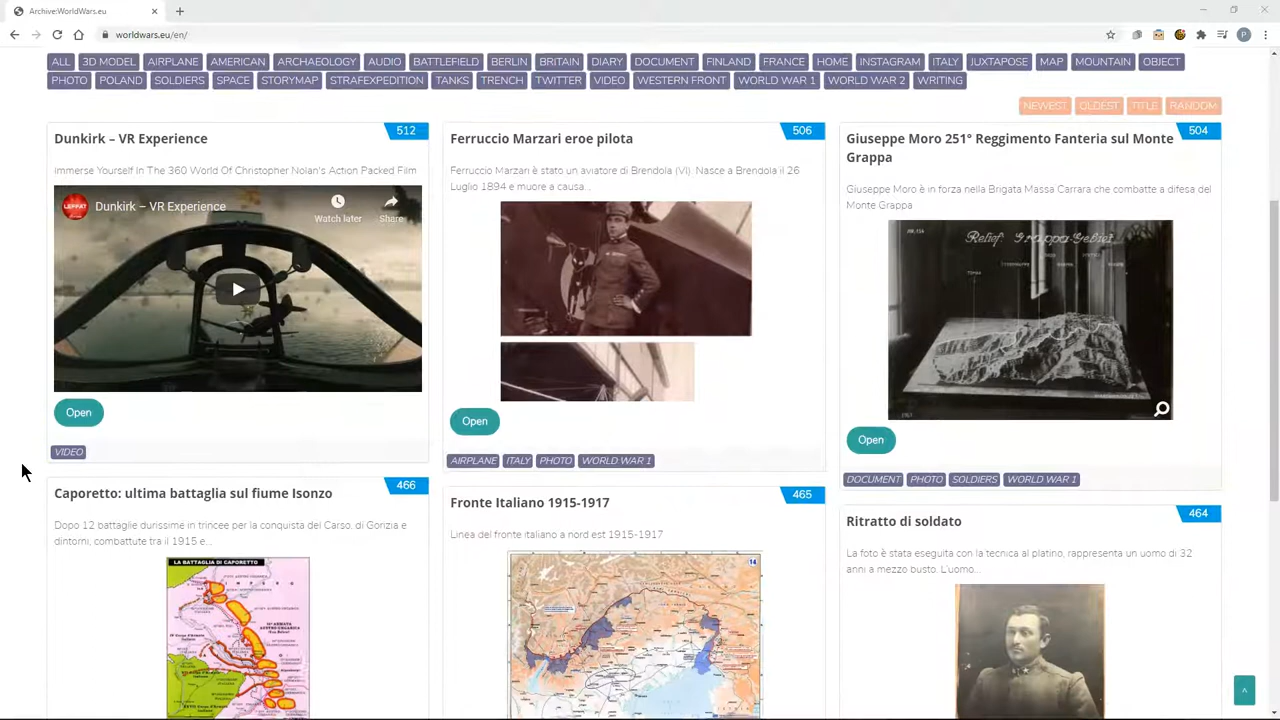 Archive:WorldWars.eu
worldwars.eu/en/
P
ALL 3D MODEL AIRPLANE AMERICAN ARCHAEOLOGY AUDIO BATTLEFIELD BERLIN BRITAIN DIARY DOCUMENT FINLAND FRANCE HOME INSTAGRAM ITALY JUXTAPOSE MAP MOUNTAIN OBJECT
PHOTO POLAND SOLDIERS SPACE STORYMAP STRAFEXPEDITION TANKS TRENCH TWITTER VIDEO WESTERN FRONT WORLD WAR 1 WORLD WAR 2 WRITING
NEWEST OLDEST TITLE RANDOM
512
Dunkirk – VR Experience
Immerse Yourself In The 360 World Of Christopher Nolan's Action Packed Film
Dunkirk – VR Experience
Watch later
Share
Open
VIDEO
506
Ferruccio Marzari eroe pilota
Ferruccio Marzari è stato un aviatore di Brendola (VI). Nasce a Brendola il 26
Luglio 1894 e muore a causa...
Open
AIRPLANE ITALY PHOTO WORLD WAR 1
504
Giuseppe Moro 251° Reggimento Fanteria sul Monte
Grappa
Giuseppe Moro è in forza nella Brigata Massa Carrara che combatte a difesa del
Monte Grappa
Relief Grappa-Gebiet
Open
DOCUMENT PHOTO SOLDIERS WORLD WAR 1
466
Caporetto: ultima battaglia sul fiume Isonzo
Dopo 12 battaglie durissime in trincee per la conquista del Carso, di Gorizia e
dintorni, combattute tra il 1915 e...
LA BATTAGLIA DI CAPORETTO
465
Fronte Italiano 1915-1917
Linea del fronte italiano a nord est 1915-1917
14
464
Ritratto di soldato
La foto è stata eseguita con la tecnica al platino, rappresenta un uomo di 32
anni a mezzo busto. L'uomo...